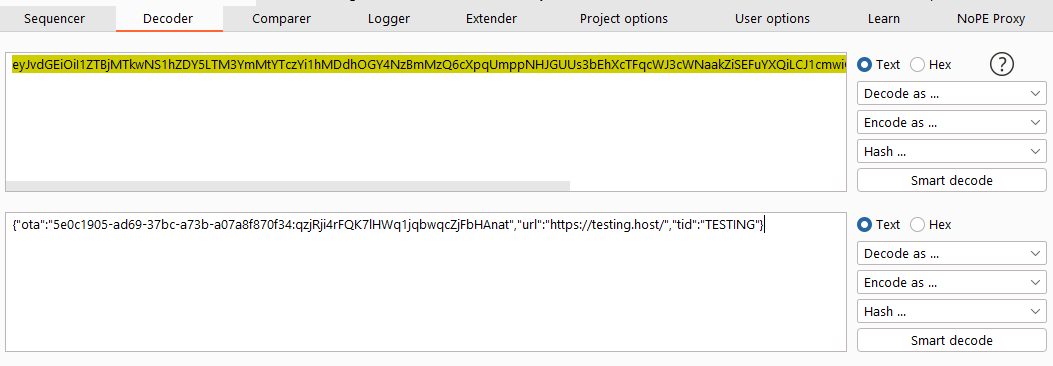 Sequencer Decoder Comparer Logger Extender Project options User options Learn NoPE Proxy
eyJvdGEiOiI1ZTBjMTkwNS1hZDY5LTM3YmMtYTczYi1hMDdhOGY4NzBmMzQ6cXpqUmppNHJGUUs3bEhXcTFqcWJ3cWNaakZiSEFuYXQiLCJ1cmwi
Text Hex ?
Decode as ...
Encode as ...
Hash ...
Smart decode
{"ota":"5e0c1905-ad69-37bc-a73b-a07a8f870f34:qzjRji4rFQK7lHWq1jqbwqcZjFbHAnat","url":"https://testing.host/","tid":"TESTING"}
Text Hex
Decode as ...
Encode as ...
Hash ...
Smart decode